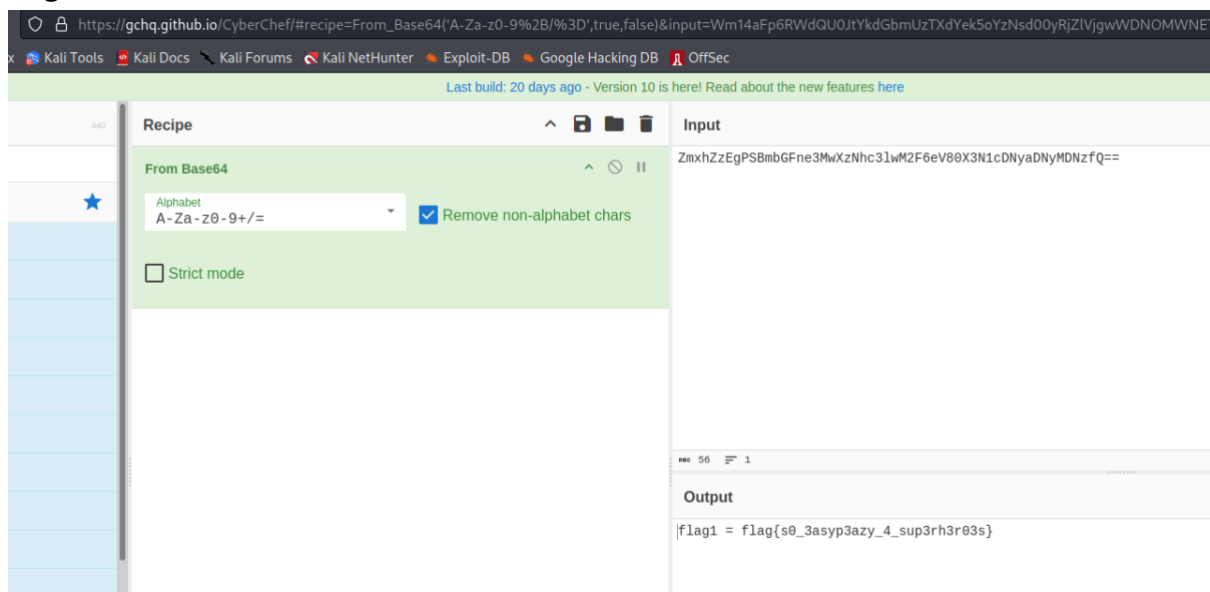 https://gchq.github.io/CyberChef/#recipe=From_Base64('A-Za-z0-9%2B/%3D',true,false)&input=Wm14aFp6RWdQU0JtYkdGbmUzTXdYek5oYzNsd00yRjZlVjgwWDNOMWNE
Kali Tools Kali Docs Kali Forums Kali NetHunter Exploit-DB Google Hacking DB OffSec
Last build: 20 days ago - Version 10 is here! Read about the new features here
440
Recipe
Input
From Base64
ZmxhZzEgPSBmbGFne3MwXzNhc3lwM2F6eV80X3N1cDNyaDNyMDNzfQ==
Alphabet
A-Za-z0-9+/=
Remove non-alphabet chars
Strict mode
ABC 56 1
Output
flag1 = flag{s0_3asyp3azy_4_sup3rh3r03s}